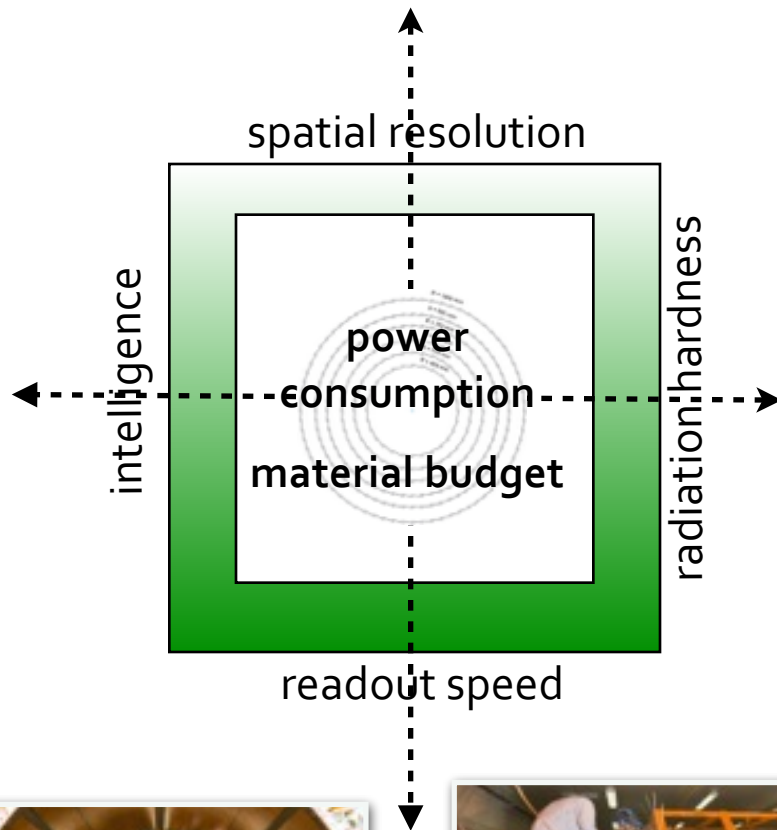 spatial resolution
intelligence
power
consumption
material budget
radiation hardness
readout speed